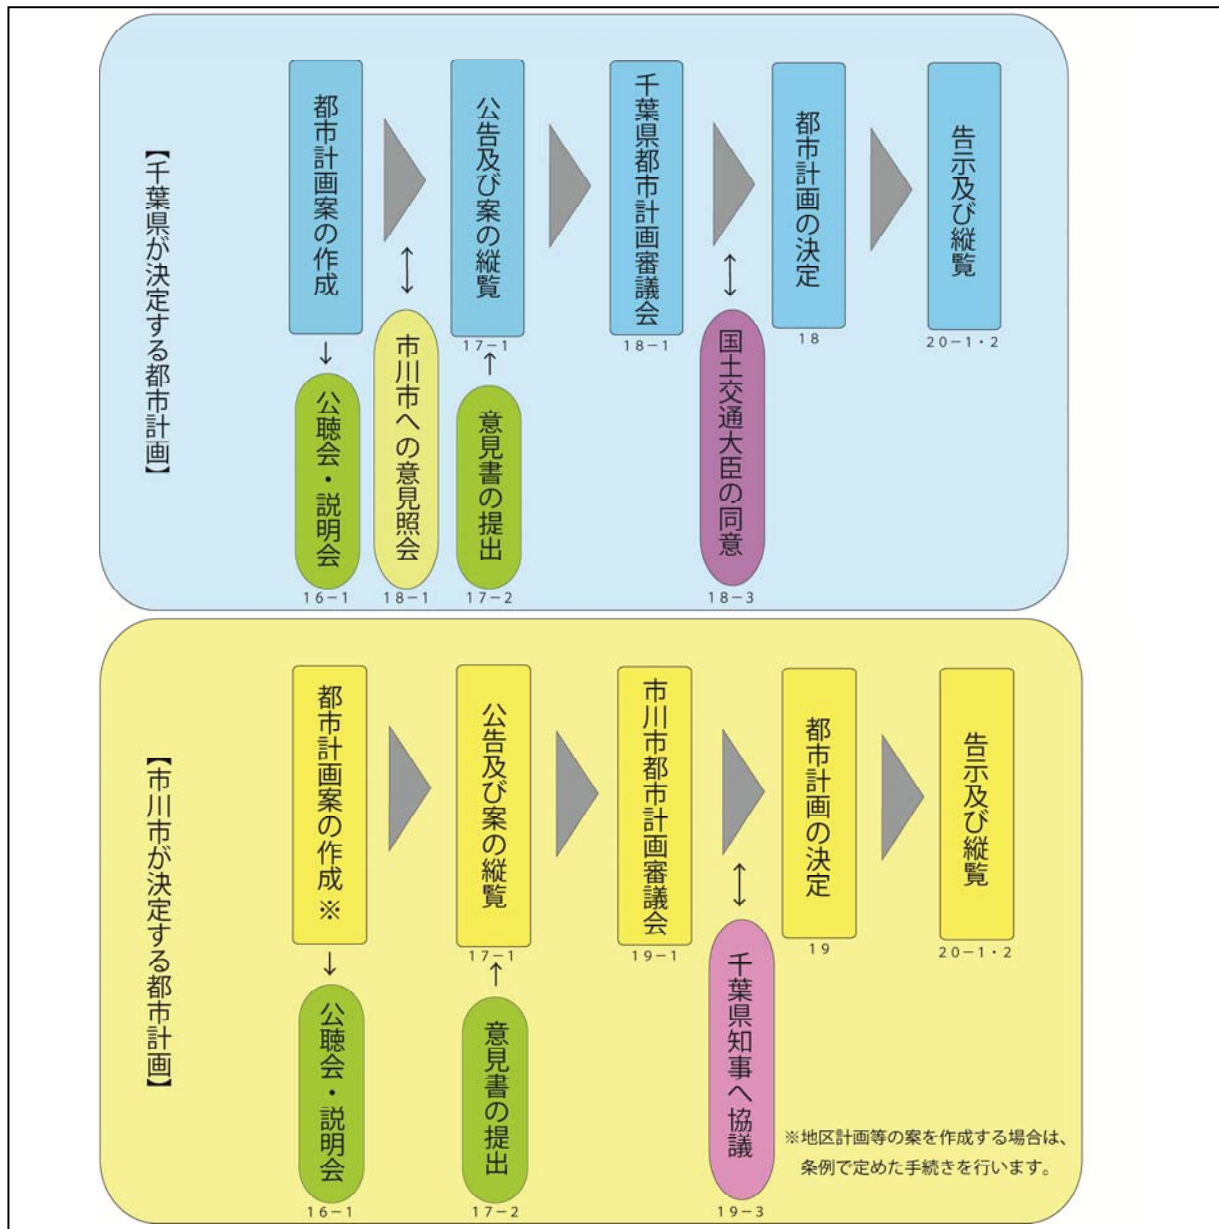 【千葉県が決定する都市計画】
都市計画案の作成
↓
公聴会・説明会
16-1
↕
市川市への意見照会
18-1
公告及び案の縦覧
17-1
↑
意見書の提出
17-2
千葉県都市計画審議会
18-1
↕
国土交通大臣の同意
18-3
都市計画の決定
18
告示及び縦覧
20-1・2
【市川市が決定する都市計画】
都市計画案の作成※
↓
公聴会・説明会
16-1
公告及び案の縦覧
17-1
↑
意見書の提出
17-2
市川市都市計画審議会
19-1
↕
千葉県知事へ協議
19-3
都市計画の決定
19
告示及び縦覧
20-1・2
※地区計画等の案を作成する場合は、
条例で定めた手続きを行います。